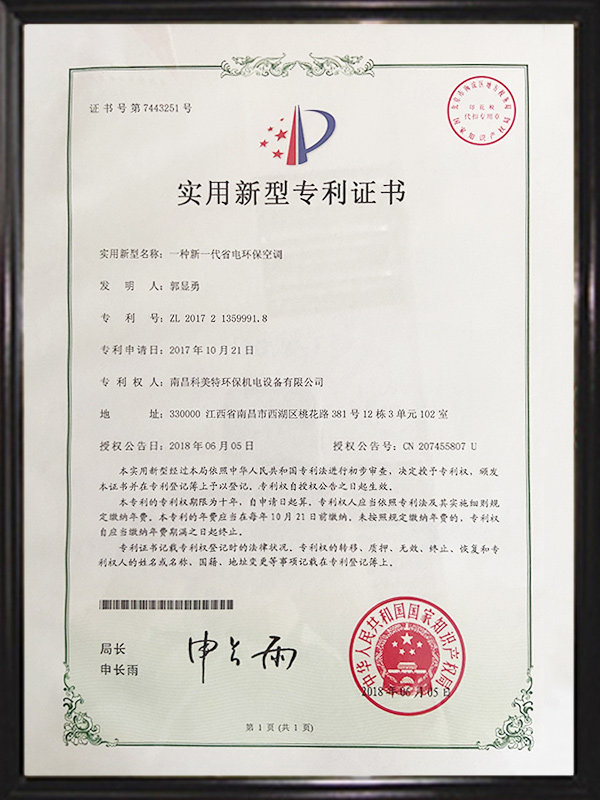 证书号第7443251号
印花税
代扣专用章
实用新型专利证书
实用新型名称：一种新一代省电环保空调
发明人：郭显勇
专利号：ZL 2017 2 1359991.8
专利申请日：2017年10月21日
专利权人：南昌科美特环保机电设备有限公司
地址：330000 江西省南昌市西湖区桃花路381号12栋3单元102室
授权公告日：2018年06月05日 授权公告号：CN 207455807 U
本实用新型经过本局依照中华人民共和国专利法进行初步审查，决定授予专利权，颁发
本证书并在专利登记簿上予以登记。专利权自授权公告之日起生效。
本专利的专利权期限为十年，自申请日起算。专利权人应当依照专利法及其实施细则规
定缴纳年费。本专利的年费应当在每年10月21日前缴纳。未按照规定缴纳年费的，专利权
自应当缴纳年费期满之日起终止。
专利证书记载专利权登记时的法律状况。专利权的转移、质押、无效、终止、恢复和专
利权人的姓名或名称、国籍、地址变更等事项记载在专利登记簿上。
局长
申长雨
申长雨
中华人民共和国国家知识产权局
2018年06月05日
第1页（共1页）